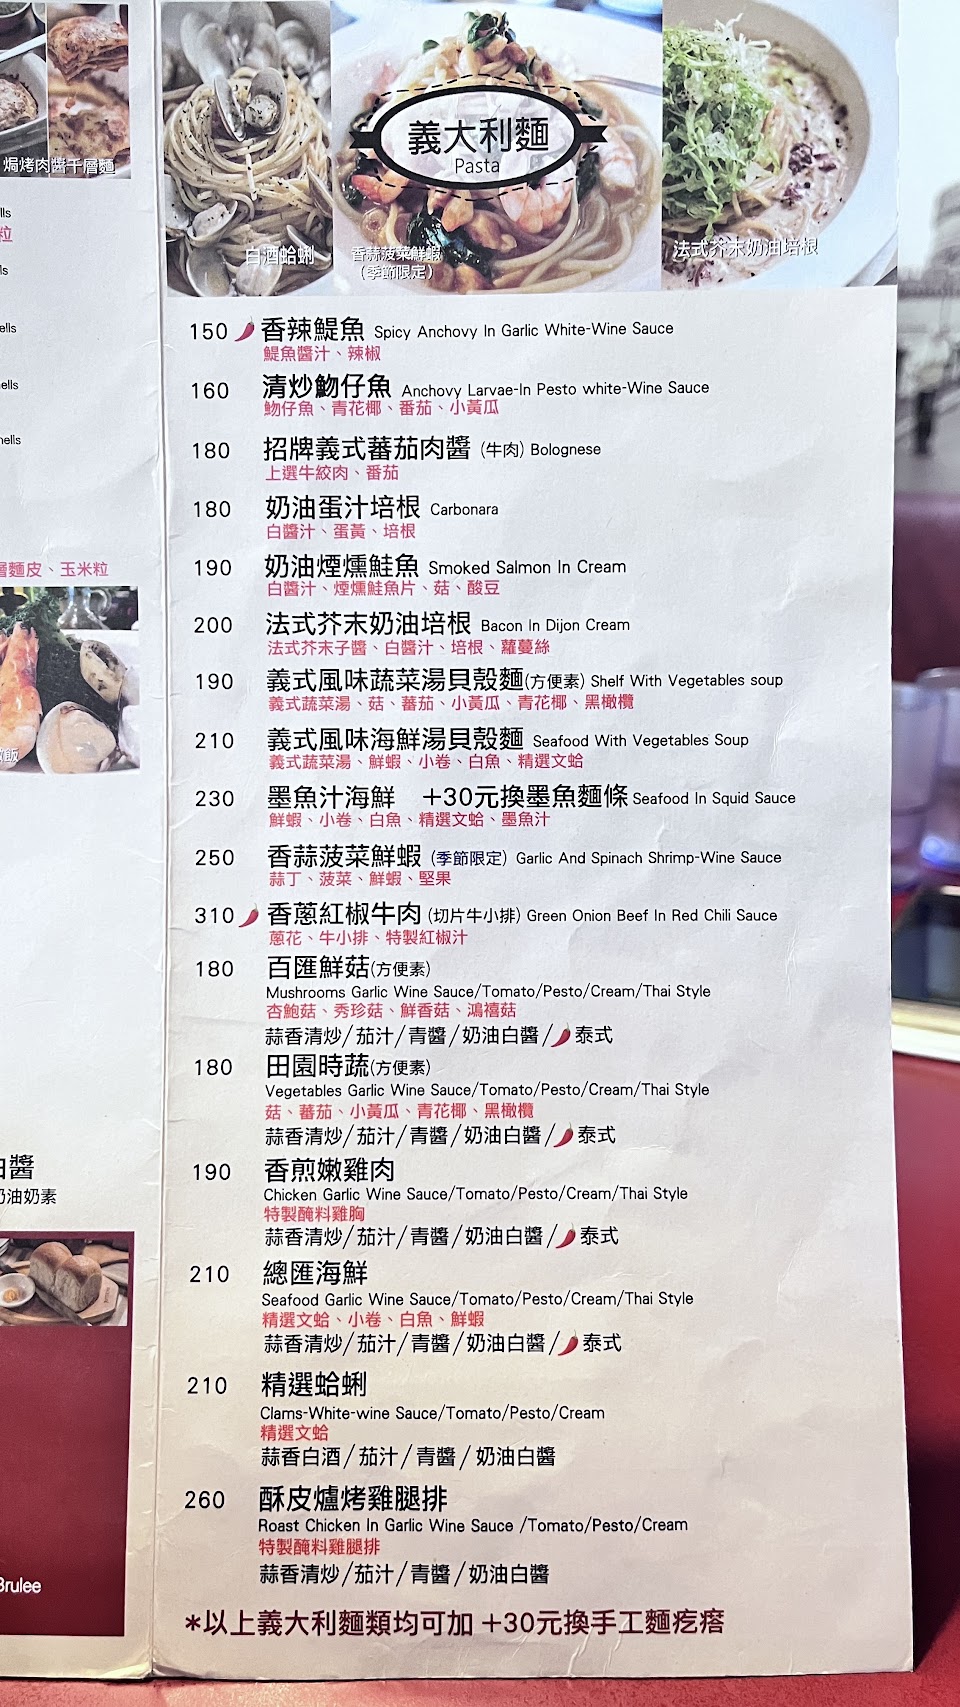 焗烤肉醬千層麵
lls
粒
ls
ells
ells
nells
層麵皮、玉米粒
飯
白醬
奶油奶素
Brulee
義大利麵
Pasta
白酒蛤蜊
香蒜菠菜鮮蝦
(季節限定)
法式芥末奶油培根
150 香辣鯷魚 Spicy Anchovy In Garlic White-Wine Sauce
鯷魚醬汁、辣椒
160 清炒魩仔魚 Anchovy Larvae-In Pesto white-Wine Sauce
魩仔魚、青花椰、番茄、小黃瓜
180 招牌義式蕃茄肉醬 (牛肉) Bolognese
上選牛絞肉、番茄
180 奶油蛋汁培根 Carbonara
白醬汁、蛋黃、培根
190 奶油煙燻鮭魚 Smoked Salmon In Cream
白醬汁、煙燻鮭魚片、菇、酸豆
200 法式芥末奶油培根 Bacon In Dijon Cream
法式芥末子醬、白醬汁、培根、蘿蔓絲
190 義式風味蔬菜湯貝殼麵(方便素) Shelf With Vegetables soup
義式蔬菜湯、菇、蕃茄、小黃瓜、青花椰、黑橄欖
210 義式風味海鮮湯貝殼麵 Seafood With Vegetables Soup
義式蔬菜湯、鮮蝦、小卷、白魚、精選文蛤
230 墨魚汁海鮮 +30元換墨魚麵條 Seafood In Squid Sauce
鮮蝦、小卷、白魚、精選文蛤、墨魚汁
250 香蒜菠菜鮮蝦 (季節限定) Garlic And Spinach Shrimp-Wine Sauce
蒜丁、菠菜、鮮蝦、堅果
310 香蔥紅椒牛肉 (切片牛小排) Green Onion Beef In Red Chili Sauce
蔥花、牛小排、特製紅椒汁
180 百匯鮮菇(方便素)
Mushrooms Garlic Wine Sauce/Tomato/Pesto/Cream/Thai Style
杏鮑菇、秀珍菇、鮮香菇、鴻禧菇
蒜香清炒/茄汁/青醬/奶油白醬/泰式
180 田園時蔬(方便素)
Vegetables Garlic Wine Sauce/Tomato/Pesto/Cream/Thai Style
菇、蕃茄、小黃瓜、青花椰、黑橄欖
蒜香清炒/茄汁/青醬/奶油白醬/泰式
190 香煎嫩雞肉
Chicken Garlic Wine Sauce/Tomato/Pesto/Cream/Thai Style
特製醃料雞胸
蒜香清炒/茄汁/青醬/奶油白醬/泰式
210 總匯海鮮
Seafood Garlic Wine Sauce/Tomato/Pesto/Cream/Thai Style
精選文蛤、小卷、白魚、鮮蝦
蒜香清炒/茄汁/青醬/奶油白醬/泰式
210 精選蛤蜊
Clams-White-wine Sauce/Tomato/Pesto/Cream
精選文蛤
蒜香白酒/茄汁/青醬/奶油白醬
260 酥皮爐烤雞腿排
Roast Chicken In Garlic Wine Sauce /Tomato/Pesto/Cream
特製醃料雞腿排
蒜香清炒/茄汁/青醬/奶油白醬
*以上義大利麵類均可加 +30元換手工麵疙瘩